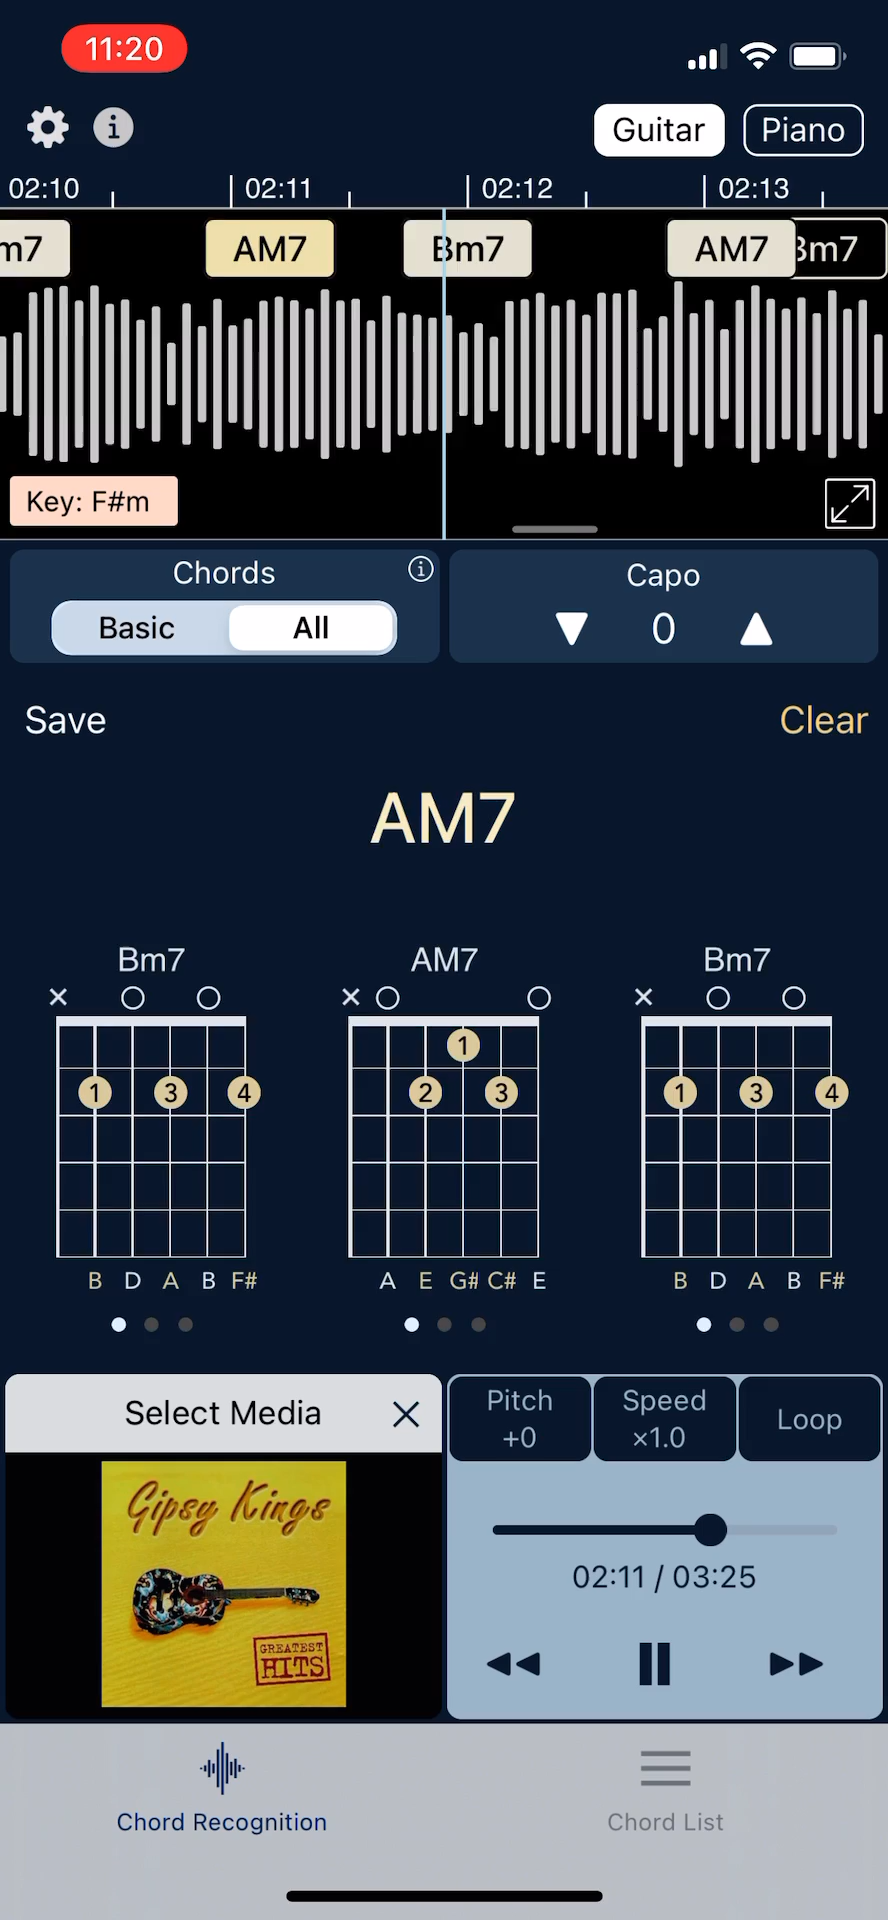 11:20
Guitar Piano
02:10 02:11 02:12 02:13
m7 AM7 Bm7 AM7 Bm7
Key: F#m
Chords Capo
Basic All 0
Save Clear
AM7
Bm7 AM7 Bm7
1
1 3 4 2 3 1 3 4
B D A B F# A E G# C# E B D A B F#
Select Media
Pitch Speed Loop
+0 ×1.0
Gipsy Kings
GREATEST
HITS
02:11 / 03:25
Chord Recognition Chord List